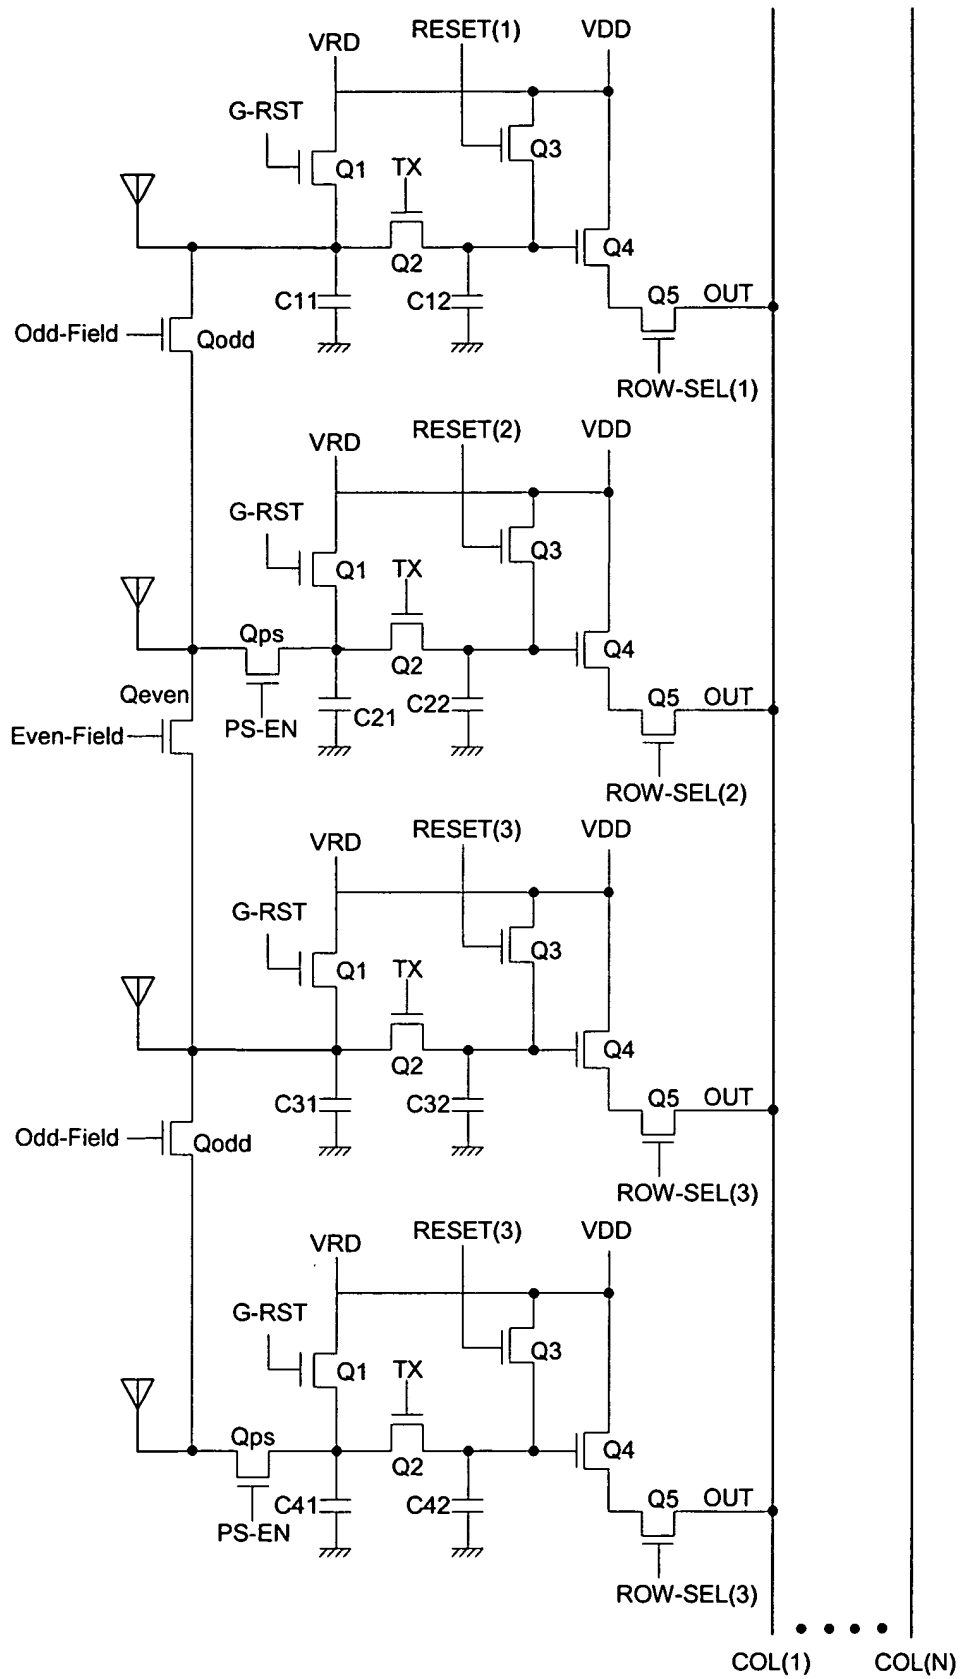 RESET(1)
VDD
VRD
G-RST
Q1
TX
Q3
Q2
Q4
C11
C12
Q5
OUT
Odd-Field
Qodd
ROW-SEL(1)
RESET(2)
VDD
VRD
G-RST
Q1
TX
Q3
Qps
Q2
Q4
Qeven
C21
C22
Q5
OUT
Even-Field
PS-EN
ROW-SEL(2)
RESET(3)
VDD
VRD
G-RST
Q1
TX
Q3
Q2
Q4
C31
C32
Q5
OUT
Odd-Field
Qodd
ROW-SEL(3)
RESET(3)
VDD
VRD
G-RST
Q1
TX
Q3
Qps
Q2
Q4
C41
C42
Q5
OUT
PS-EN
ROW-SEL(3)
COL(1)
COL(N)